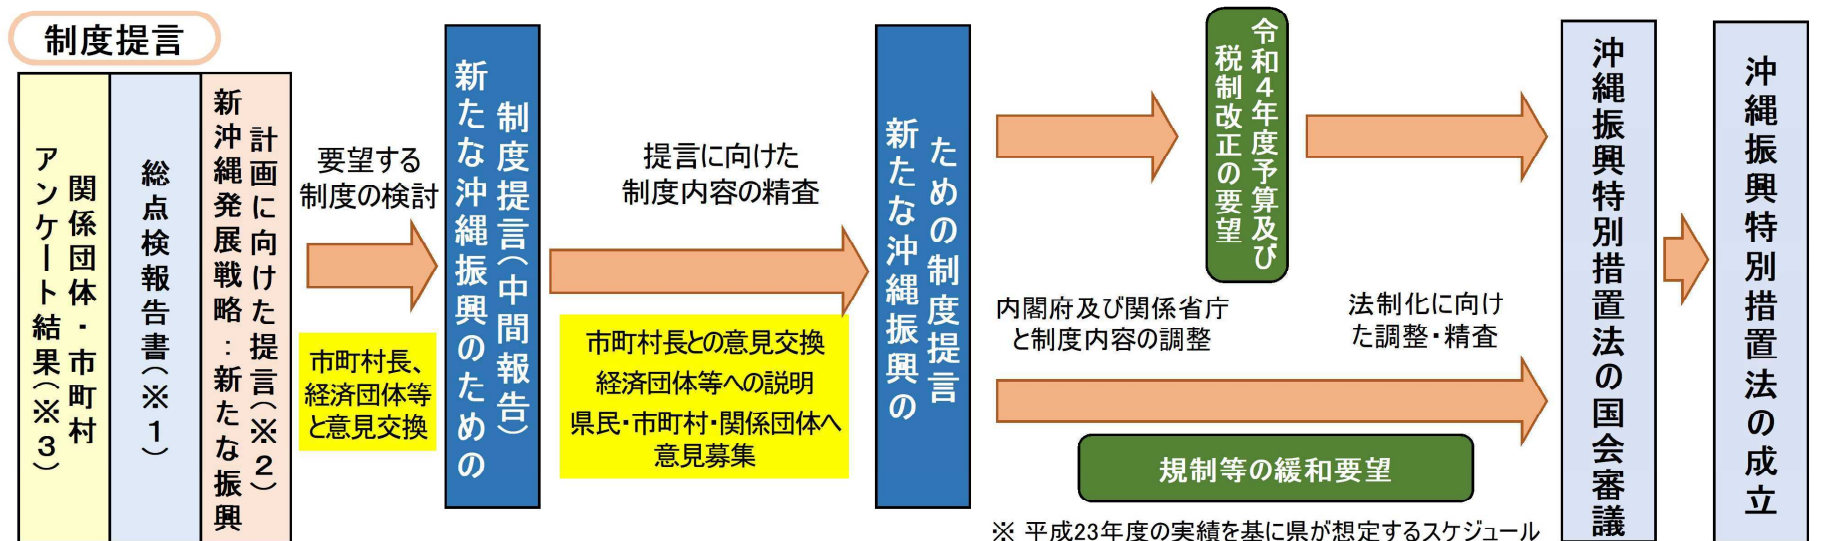 制度提言
関係団体・市町村
アンケート結果(※3)
総点検報告書(※1)
新沖縄発展戦略:新たな振興
計画に向けた提言(※2)
要望する
制度の検討
市町村長、
経済団体等
と意見交換
新たな沖縄振興のための
制度提言(中間報告)
提言に向けた
制度内容の精査
市町村長との意見交換
経済団体等への説明
県民・市町村・関係団体へ
意見募集
新たな沖縄振興の
ための制度提言
令和4年度予算及び
税制改正の要望
内閣府及び関係省庁
と制度内容の調整
法制化に向け
た調整・精査
規制等の緩和要望
※ 平成23年度の実績を基に県が想定するスケジュール
沖縄振興特別措置法の国会審議
沖縄振興特別措置法の成立